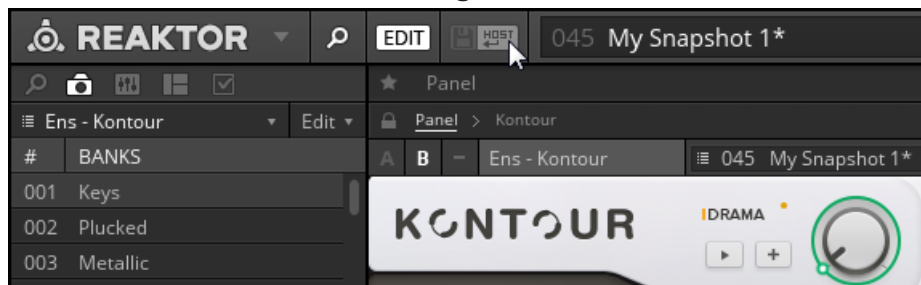 REAKTOR EDIT HOST 045 My Snapshot 1*
Panel
Ens - Kontour Edit Panel > Kontour
# BANKS A B - Ens - Kontour 045 My Snapshot 1*
001 Keys
002 Plucked
003 Metallic
KONTOUR DRAMA